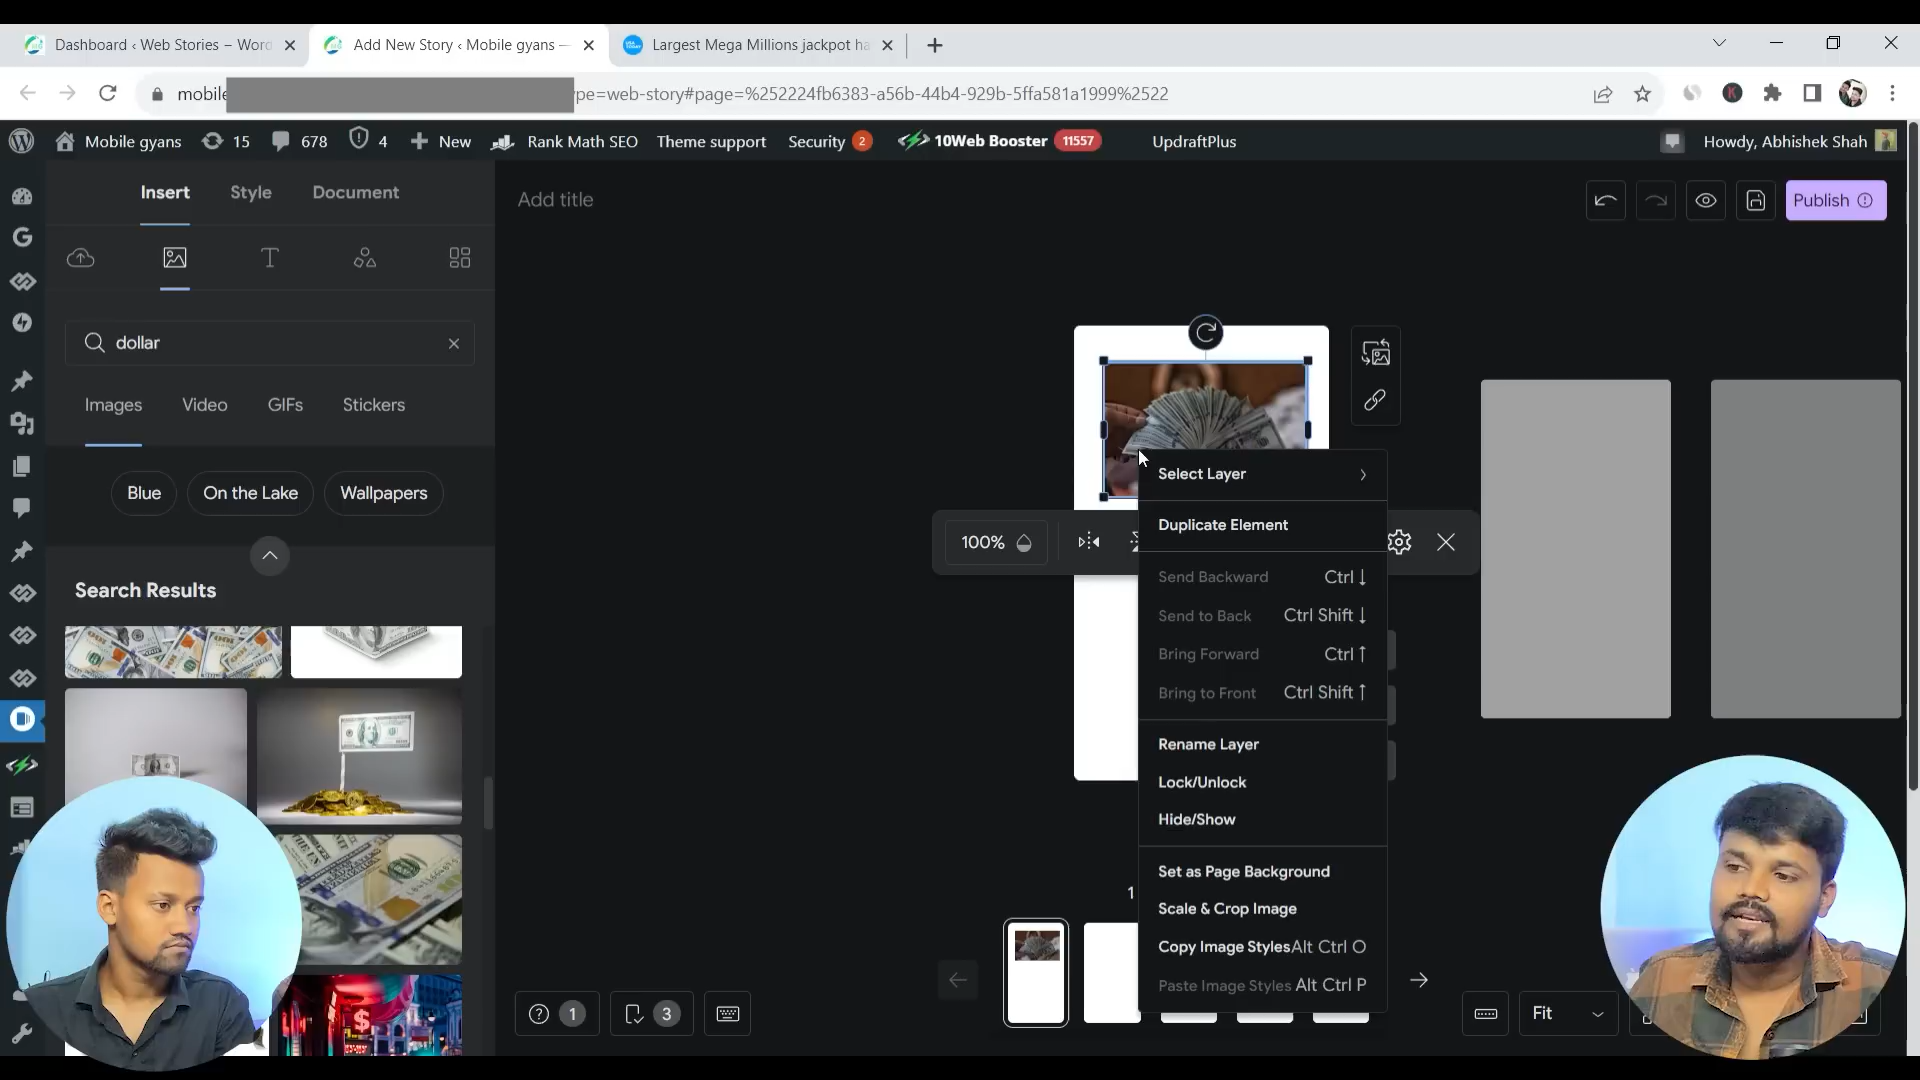 Dashboard ‹ Web Stories – Word
Add New Story ‹ Mobile gyans —
Largest Mega Millions jackpot ha
mobile
pe=web-story#page=%252224fb6383-a56b-44b4-929b-5ffa581a1999%2522
Mobile gyans
15
678
4
New
Rank Math SEO
Theme support
Security 2
10Web Booster 11557
UpdraftPlus
Howdy, Abhishek Shah
Insert
Style
Document
Add title
Publish
dollar
Images
Video
GIFs
Stickers
Blue
On the Lake
Wallpapers
Search Results
100%
Select Layer
Duplicate Element
Send Backward Ctrl ↓
Send to Back Ctrl Shift ↓
Bring Forward Ctrl ↑
Bring to Front Ctrl Shift ↑
Rename Layer
Lock/Unlock
Hide/Show
Set as Page Background
Scale & Crop Image
Copy Image Styles Alt Ctrl O
Paste Image Styles Alt Ctrl P
1
1
3
Fit